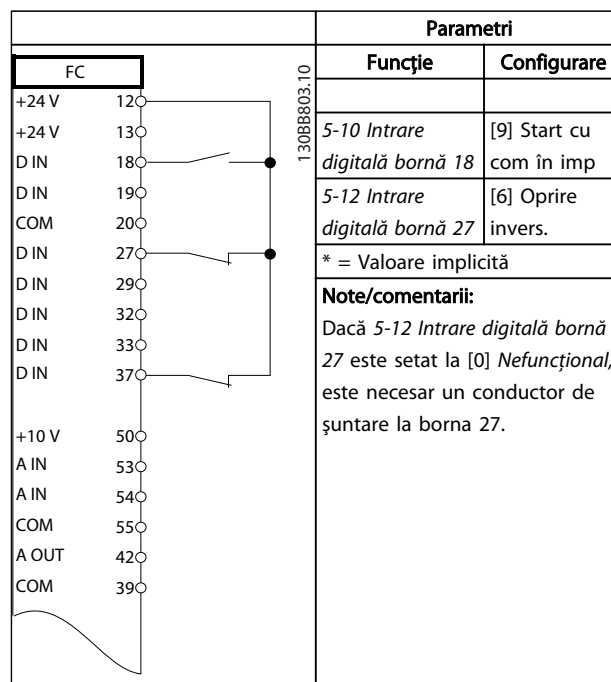 FC
+24 V 12
+24 V 13
D IN 18
D IN 19
COM 20
D IN 27
D IN 29
D IN 32
D IN 33
D IN 37
+10 V 50
A IN 53
A IN 54
COM 55
A OUT 42
COM 39
130BB803.10
Parametri
Funcţie Configurare
5-10 Intrare digitală bornă 18 [9] Start cu com în imp
5-12 Intrare digitală bornă 27 [6] Oprire invers.
* = Valoare implicită
Note/comentarii:
Dacă 5-12 Intrare digitală bornă
27 este setat la [0] Nefuncţional,
este necesar un conductor de
şuntare la borna 27.